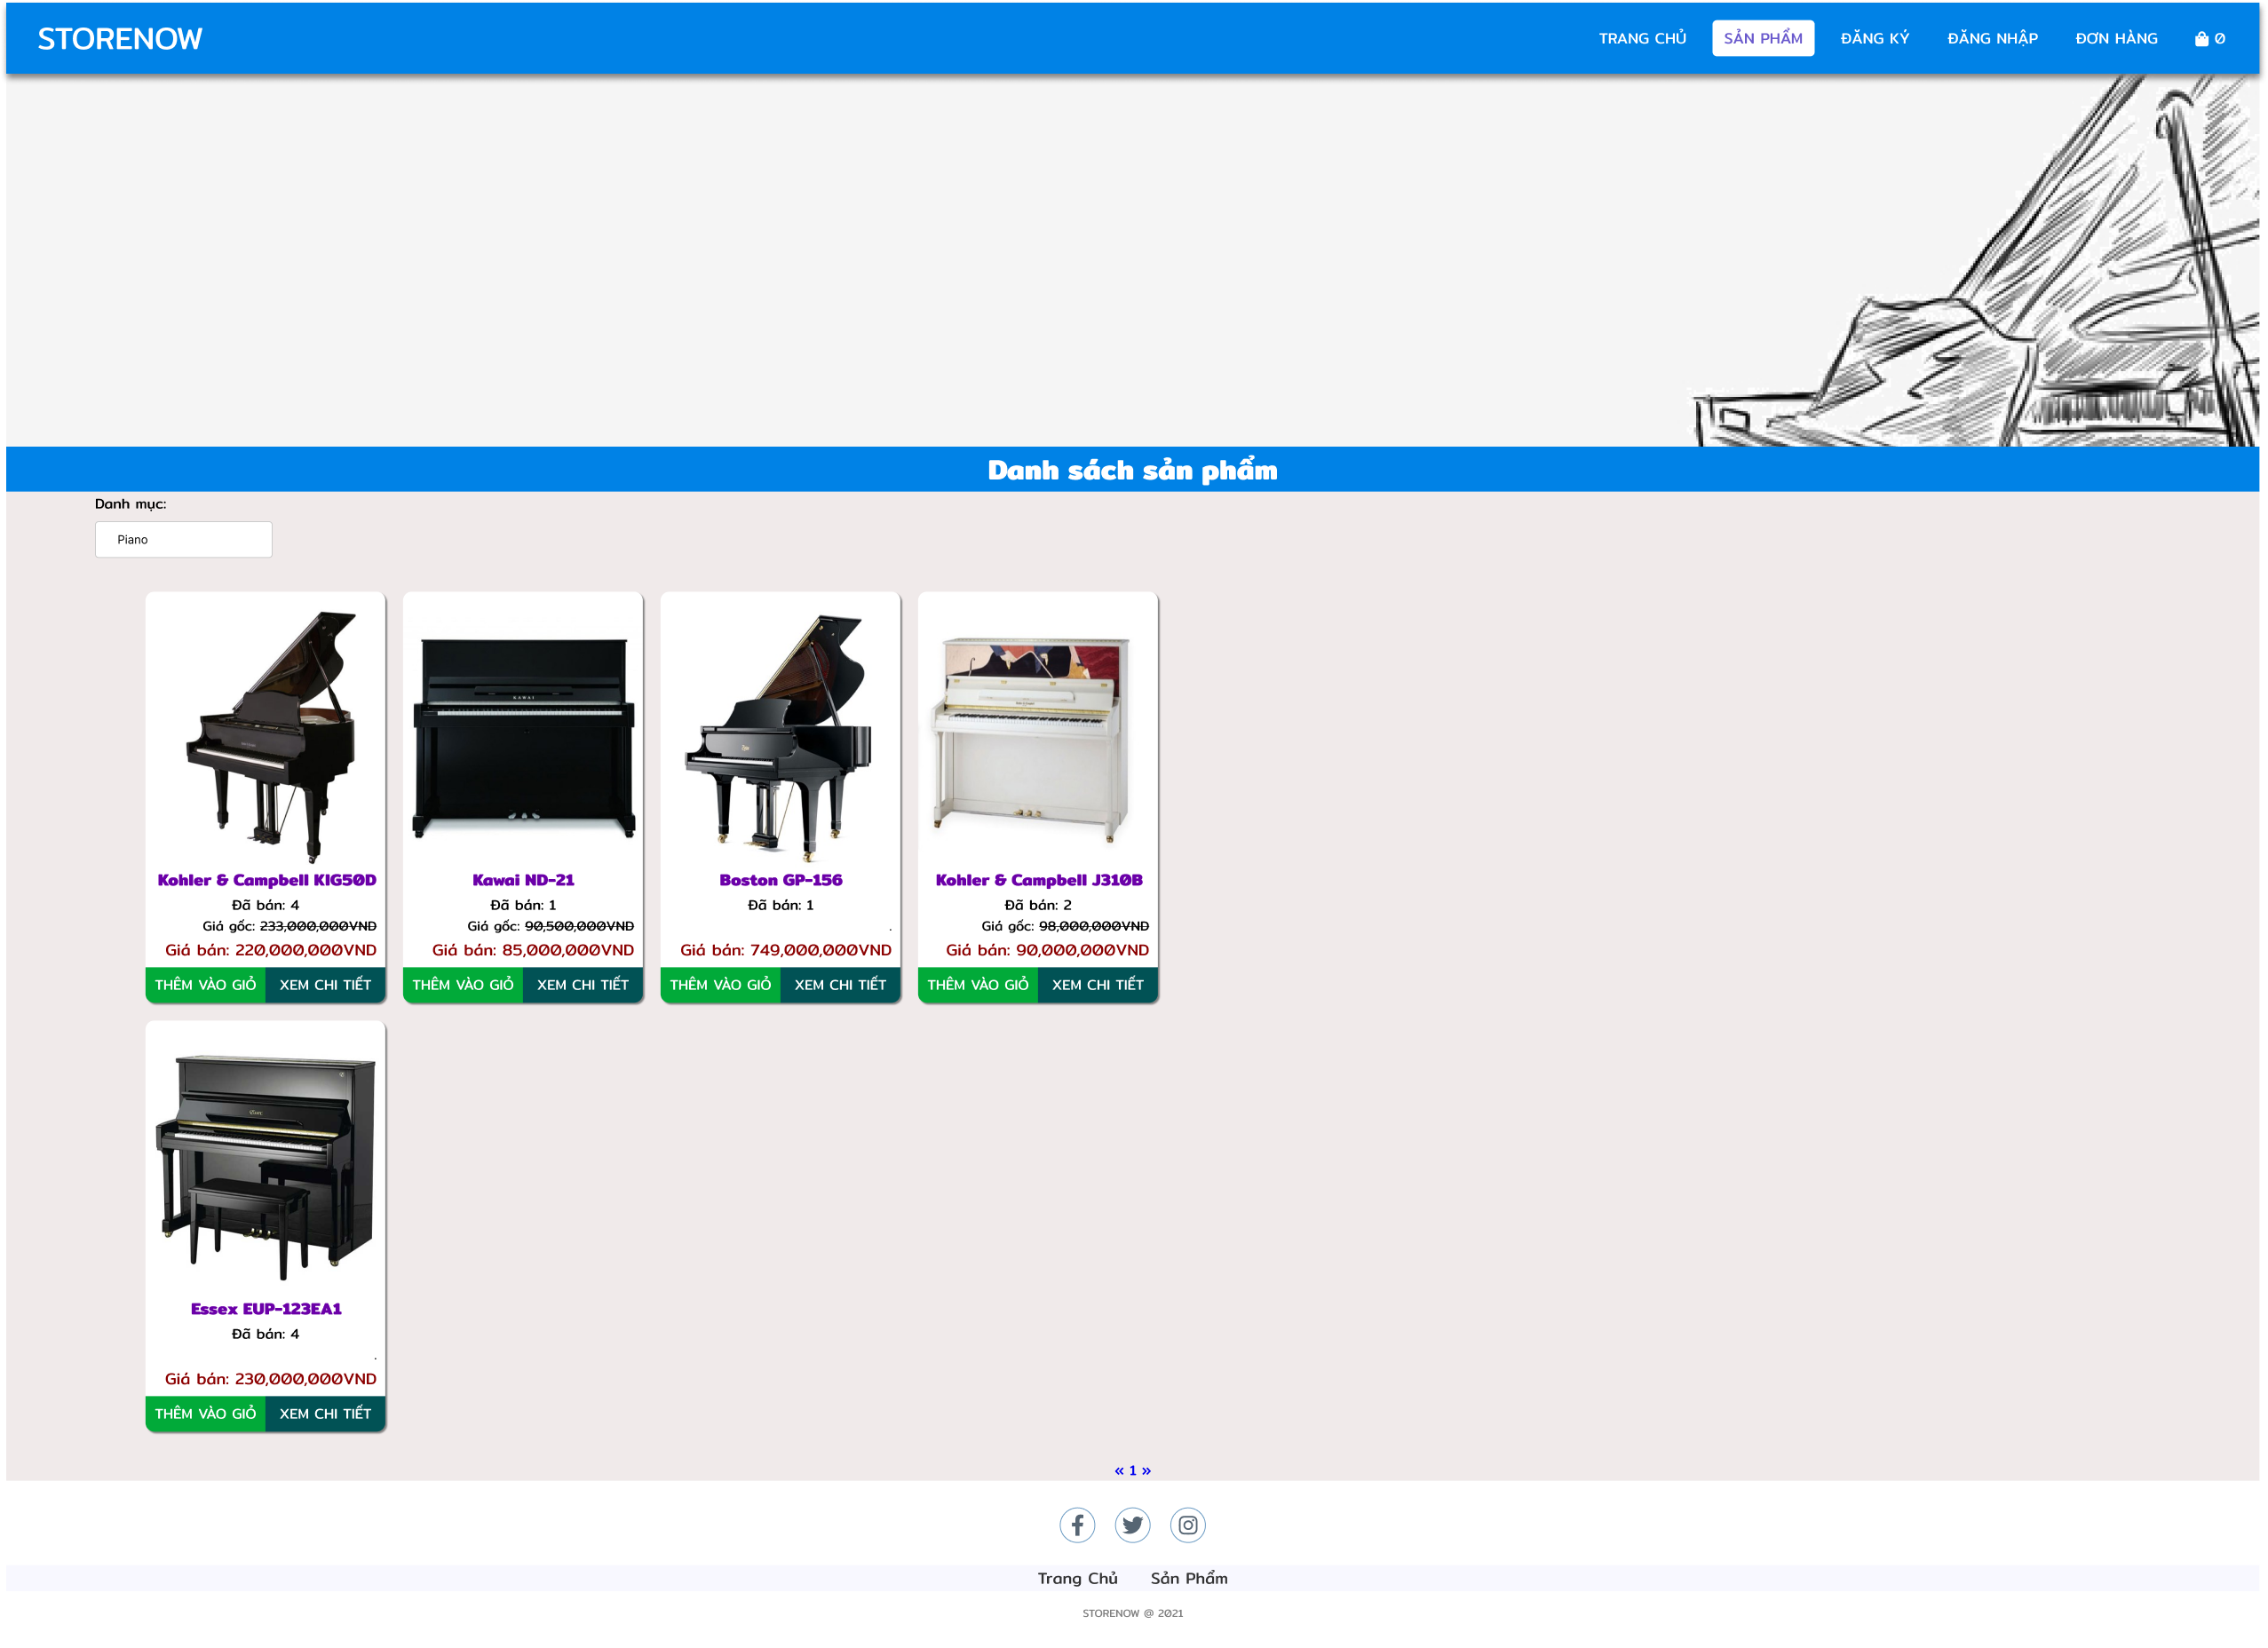 STORENOW
TRANG CHỦ SẢN PHẨM ĐĂNG KÝ ĐĂNG NHẬP ĐƠN HÀNG 0
Danh sách sản phẩm
Danh mục:
Piano
KAWAI
Kohler & Campbell KIG50D
Đã bán: 4
Giá gốc: 233,000,000VND
Giá bán: 220,000,000VND
THÊM VÀO GIỎ XEM CHI TIẾT
Kawai ND-21
Đã bán: 1
Giá gốc: 90,500,000VND
Giá bán: 85,000,000VND
THÊM VÀO GIỎ XEM CHI TIẾT
Boston GP-156
Đã bán: 1
.
Giá bán: 749,000,000VND
THÊM VÀO GIỎ XEM CHI TIẾT
Kohler & Campbell J310B
Đã bán: 2
Giá gốc: 98,000,000VND
Giá bán: 90,000,000VND
THÊM VÀO GIỎ XEM CHI TIẾT
Essex EUP-123EA1
Đã bán: 4
.
Giá bán: 230,000,000VND
THÊM VÀO GIỎ XEM CHI TIẾT
« 1 »
Trang Chủ Sản Phẩm
STORENOW @ 2021